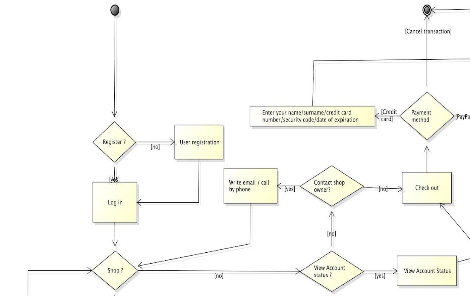 [Cancel transaction]
Enter your name/surname/credit card
number/security code/date of expiration
[Credit
card]
Payment
method
[PayPa
Register ?
[no]
User registration
Log in
Write email / call
by phone
[yes]
Contact shop
owner?
[no]
Check out
[no]
Shop ?
[no]
View Account
status ?
[yes]
View Account Status